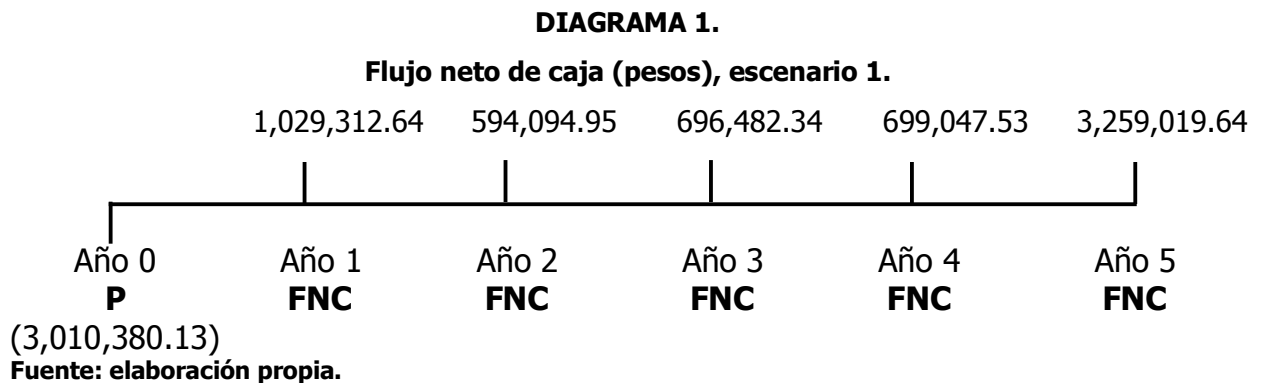 DIAGRAMA 1.
Flujo neto de caja (pesos), escenario 1.
1,029,312.64 594,094.95 696,482.34 699,047.53 3,259,019.64
Año 0 Año 1 Año 2 Año 3 Año 4 Año 5
P FNC FNC FNC FNC FNC
(3,010,380.13)
Fuente: elaboración propia.